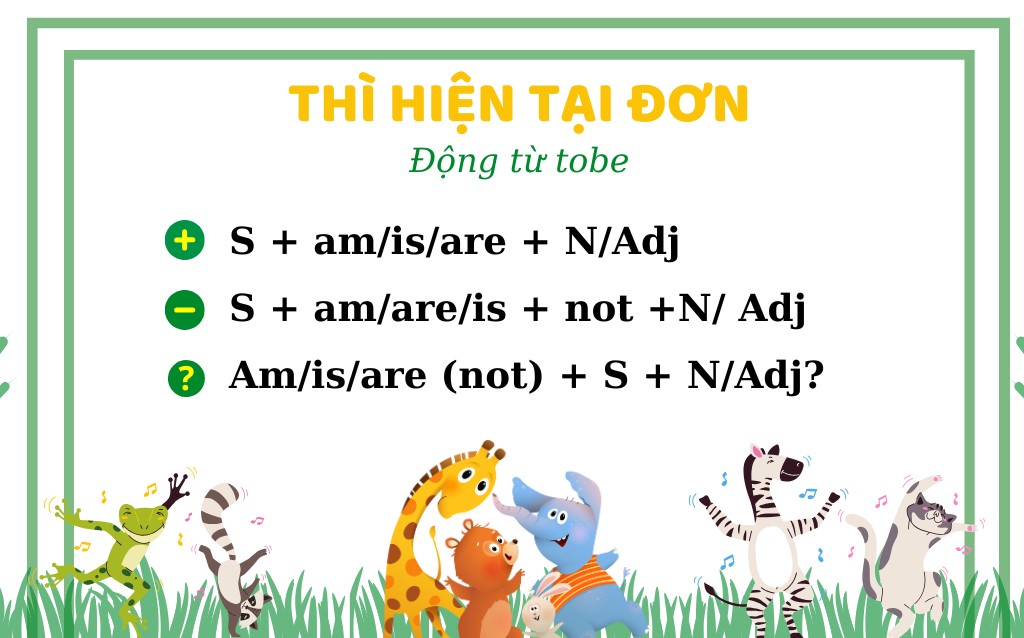 THÌ HIỆN TẠI ĐƠN
Động từ tobe
+ S + am/is/are + N/Adj
− S + am/are/is + not +N/ Adj
? Am/is/are (not) + S + N/Adj?